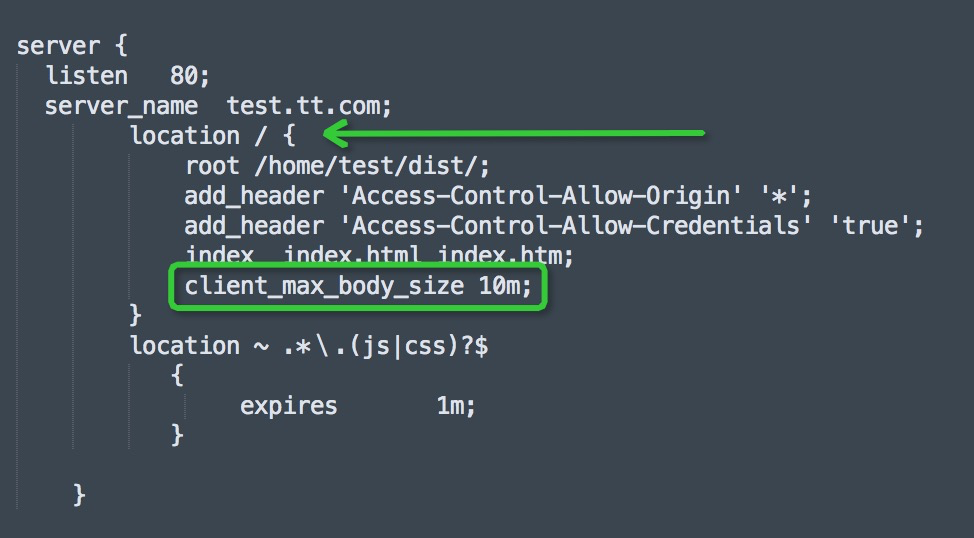 server {
listen 80;
server_name test.tt.com;
location / {
root /home/test/dist/;
add_header 'Access-Control-Allow-Origin' '*';
add_header 'Access-Control-Allow-Credentials' 'true';
index index.html index.htm;
client_max_body_size 10m;
}
location ~ .*\.(js|css)?$
{
expires 1m;
}
}